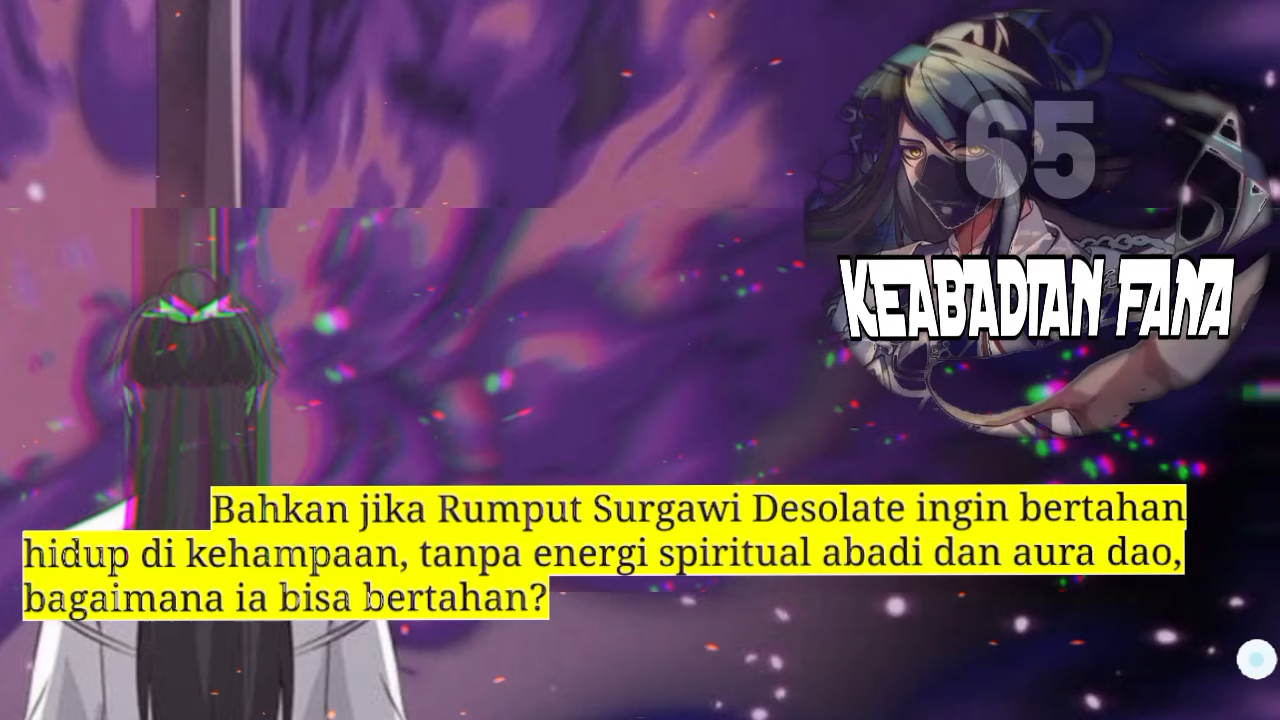 65
KEABADIAN FANA
Bahkan jika Rumput Surgawi Desolate ingin bertahan
hidup di kehampaan, tanpa energi spiritual abadi dan aura dao,
bagaimana ia bisa bertahan?